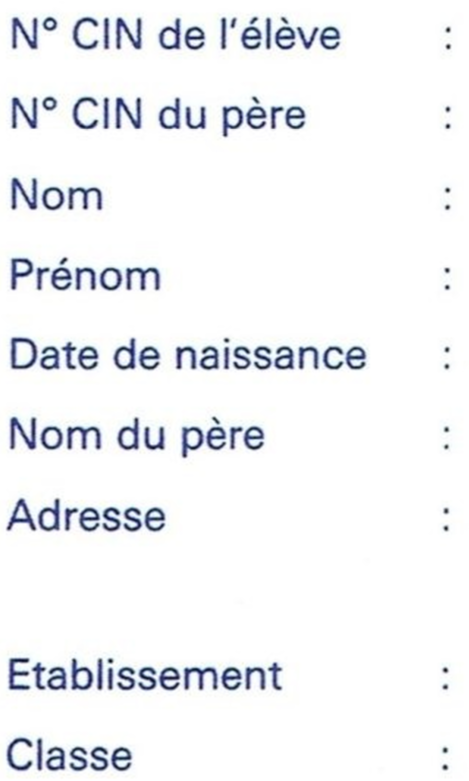 N° CIN de l'élève :
N° CIN du père :
Nom :
Prénom :
Date de naissance :
Nom du père :
Adresse :
Etablissement :
Classe :